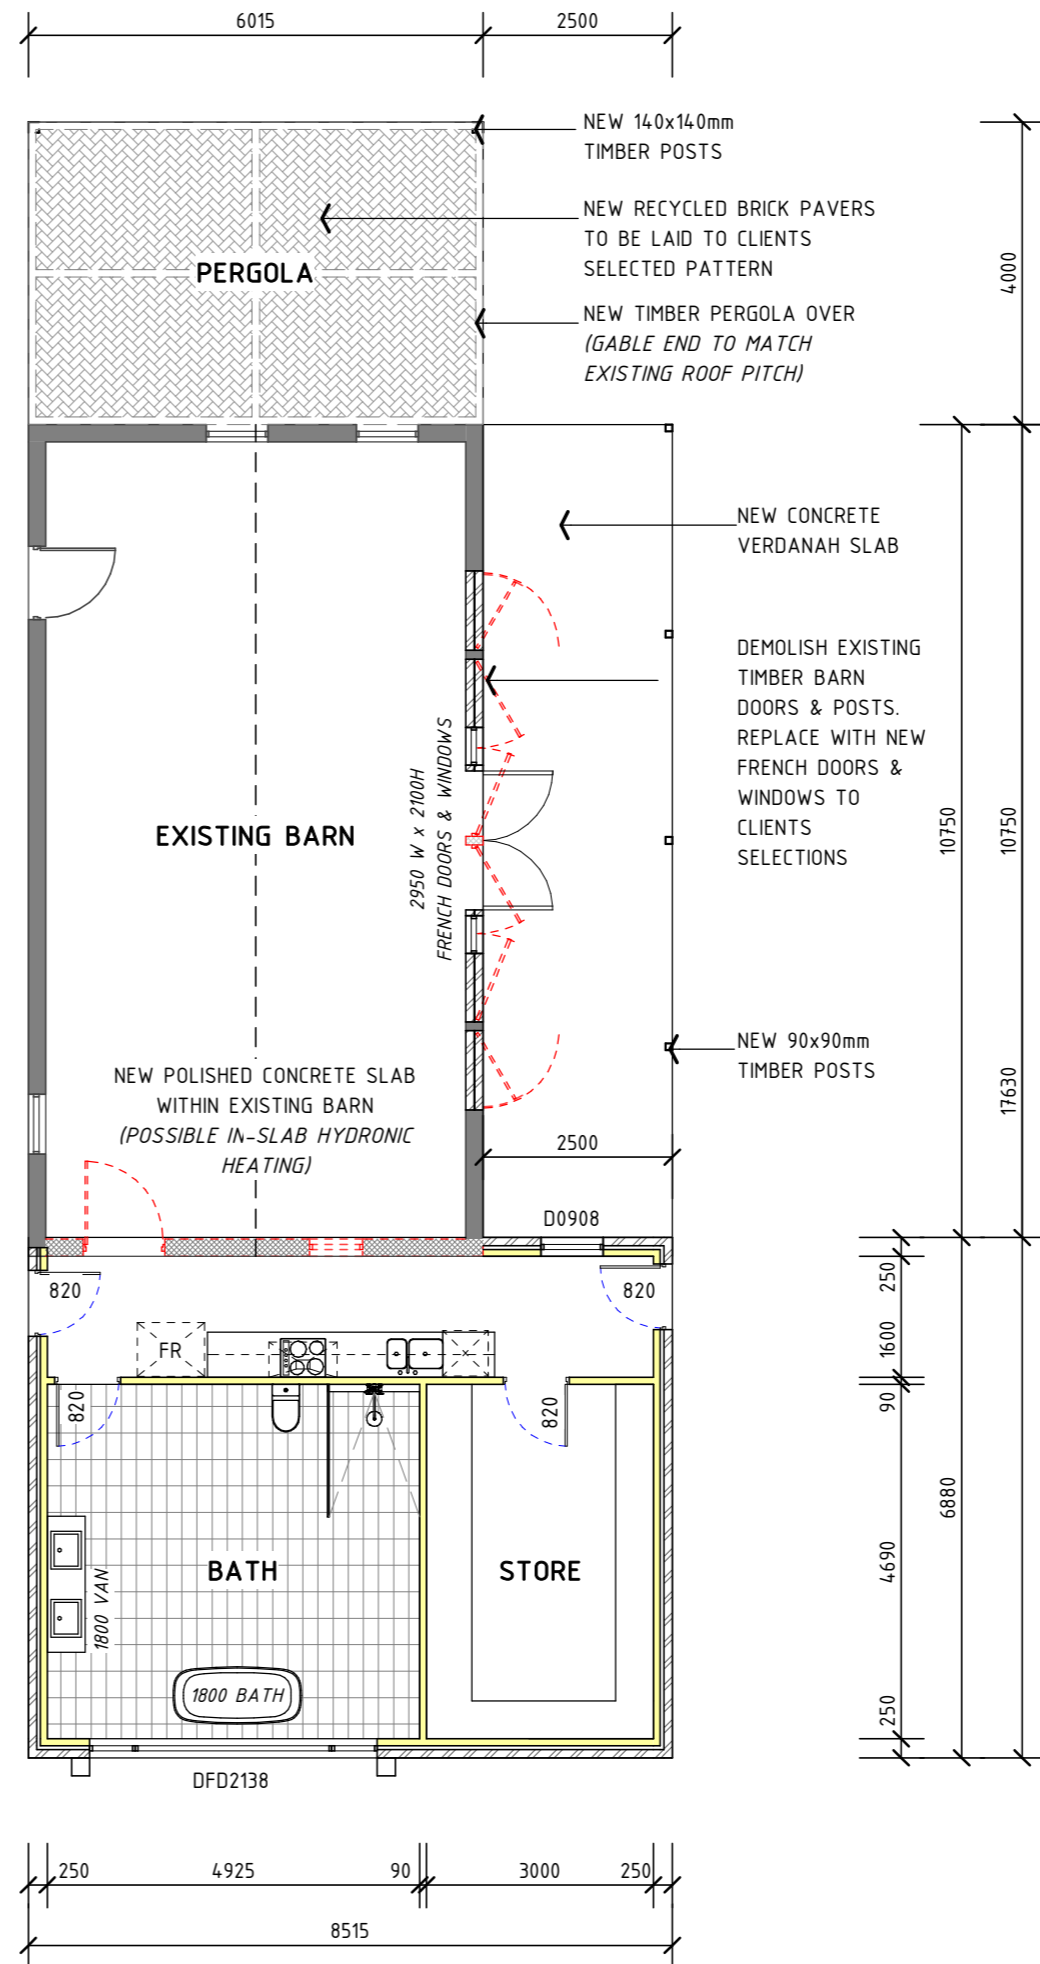 6015
2500
NEW 140x140mm
TIMBER POSTS
NEW RECYCLED BRICK PAVERS
TO BE LAID TO CLIENTS
SELECTED PATTERN
PERGOLA
NEW TIMBER PERGOLA OVER
(GABLE END TO MATCH
EXISTING ROOF PITCH)
4000
NEW CONCRETE
VERDANAH SLAB
DEMOLISH EXISTING
TIMBER BARN
DOORS & POSTS.
REPLACE WITH NEW
FRENCH DOORS &
WINDOWS TO
CLIENTS
SELECTIONS
2950 W x 2100H
FRENCH DOORS & WINDOWS
EXISTING BARN
10750
10750
NEW 90x90mm
TIMBER POSTS
NEW POLISHED CONCRETE SLAB
WITHIN EXISTING BARN
(POSSIBLE IN-SLAB HYDRONIC
HEATING)
17630
2500
D0908
820
820
250
FR
1600
820
820
90
6880
BATH
STORE
4690
1800 VAN
1800 BATH
250
DFD2138
250
4925
90
3000
250
8515